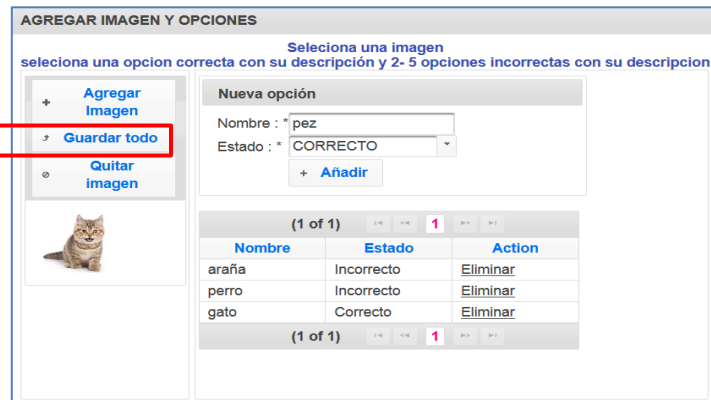 AGREGAR IMAGEN Y OPCIONES
Seleciona una imagen
seleciona una opcion correcta con su descripción y 2- 5 opciones incorrectas con su descripcion
Agregar
Imagen
Guardar todo
Quitar
imagen
Nueva opción
Nombre : * pez
Estado : * CORRECTO
+ Añadir
(1 of 1) 1
Nombre Estado Action
araña Incorrecto Eliminar
perro Incorrecto Eliminar
gato Correcto Eliminar
(1 of 1) 1